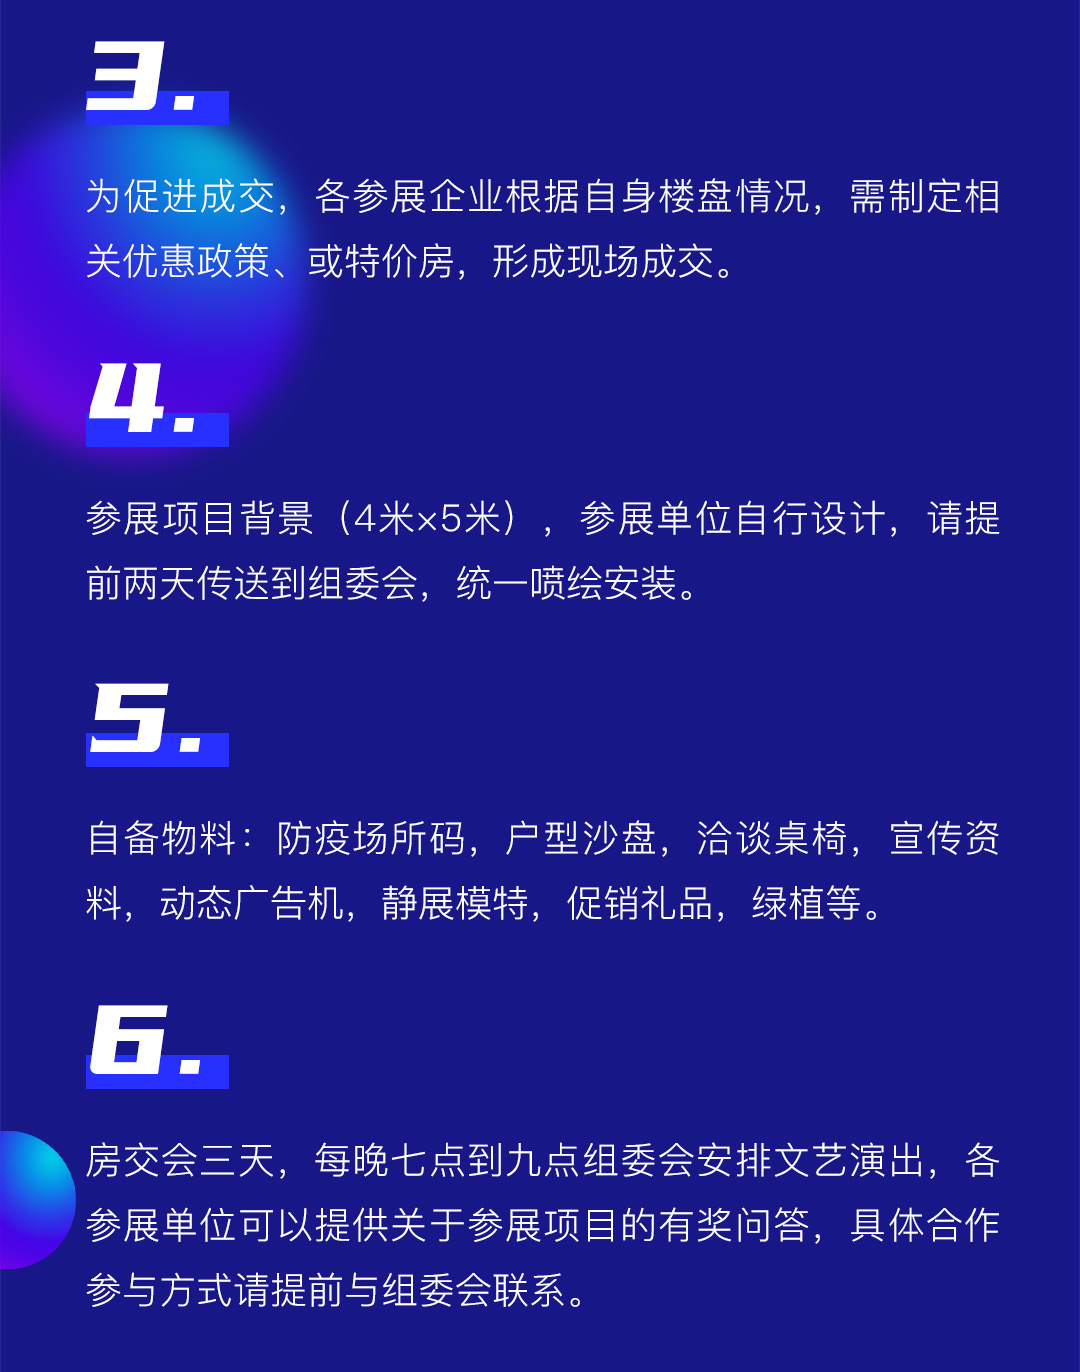 3.
为促进成交，各参展企业根据自身楼盘情况，需制定相
关优惠政策、或特价房，形成现场成交。
4.
参展项目背景（4米×5米），参展单位自行设计，请提
前两天传送到组委会，统一喷绘安装。
5.
自备物料：防疫场所码，户型沙盘，洽谈桌椅，宣传资
料，动态广告机，静展模特，促销礼品，绿植等。
6.
房交会三天，每晚七点到九点组委会安排文艺演出，各
参展单位可以提供关于参展项目的有奖问答，具体合作
参与方式请提前与组委会联系。